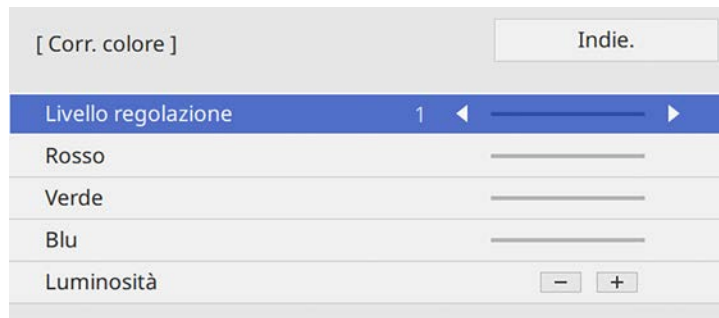 [ Corr. colore ]
Indie.
Livello regolazione 1
Rosso
Verde
Blu
Luminosità − +